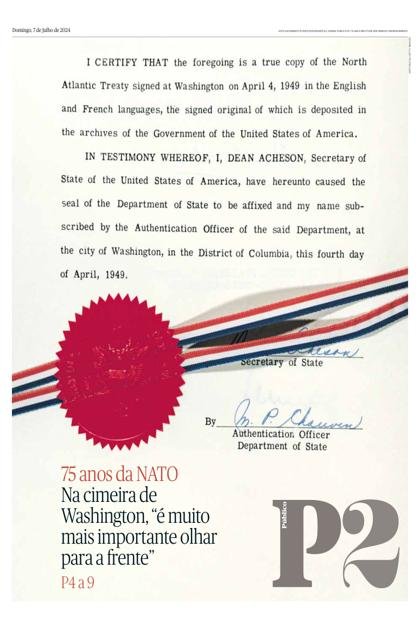 Domingo, 7 de Julho de 2024
I CERTIFY THAT the foregoing is a true copy of the North
Atlantic Treaty signed at Washington on April 4, 1949 in the English
and French languages, the signed original of which is deposited in
the archives of the Government of the United States of America.
IN TESTIMONY WHEREOF, I, DEAN ACHESON, Secretary of
State of the United States of America, have hereunto caused the
seal of the Department of State to be affixed and my name sub-
scribed by the Authentication Officer of the said Department, at
the city of Washington, in the District of Columbia, this fourth day
of April, 1949.
Acheson
Secretary of State
By M. P. Chauvin
Authentication Officer
Department of State
75 anos da NATO
Na cimeira de
Washington, “é muito
mais importante olhar
para a frente”
P4 a 9
Público
P2